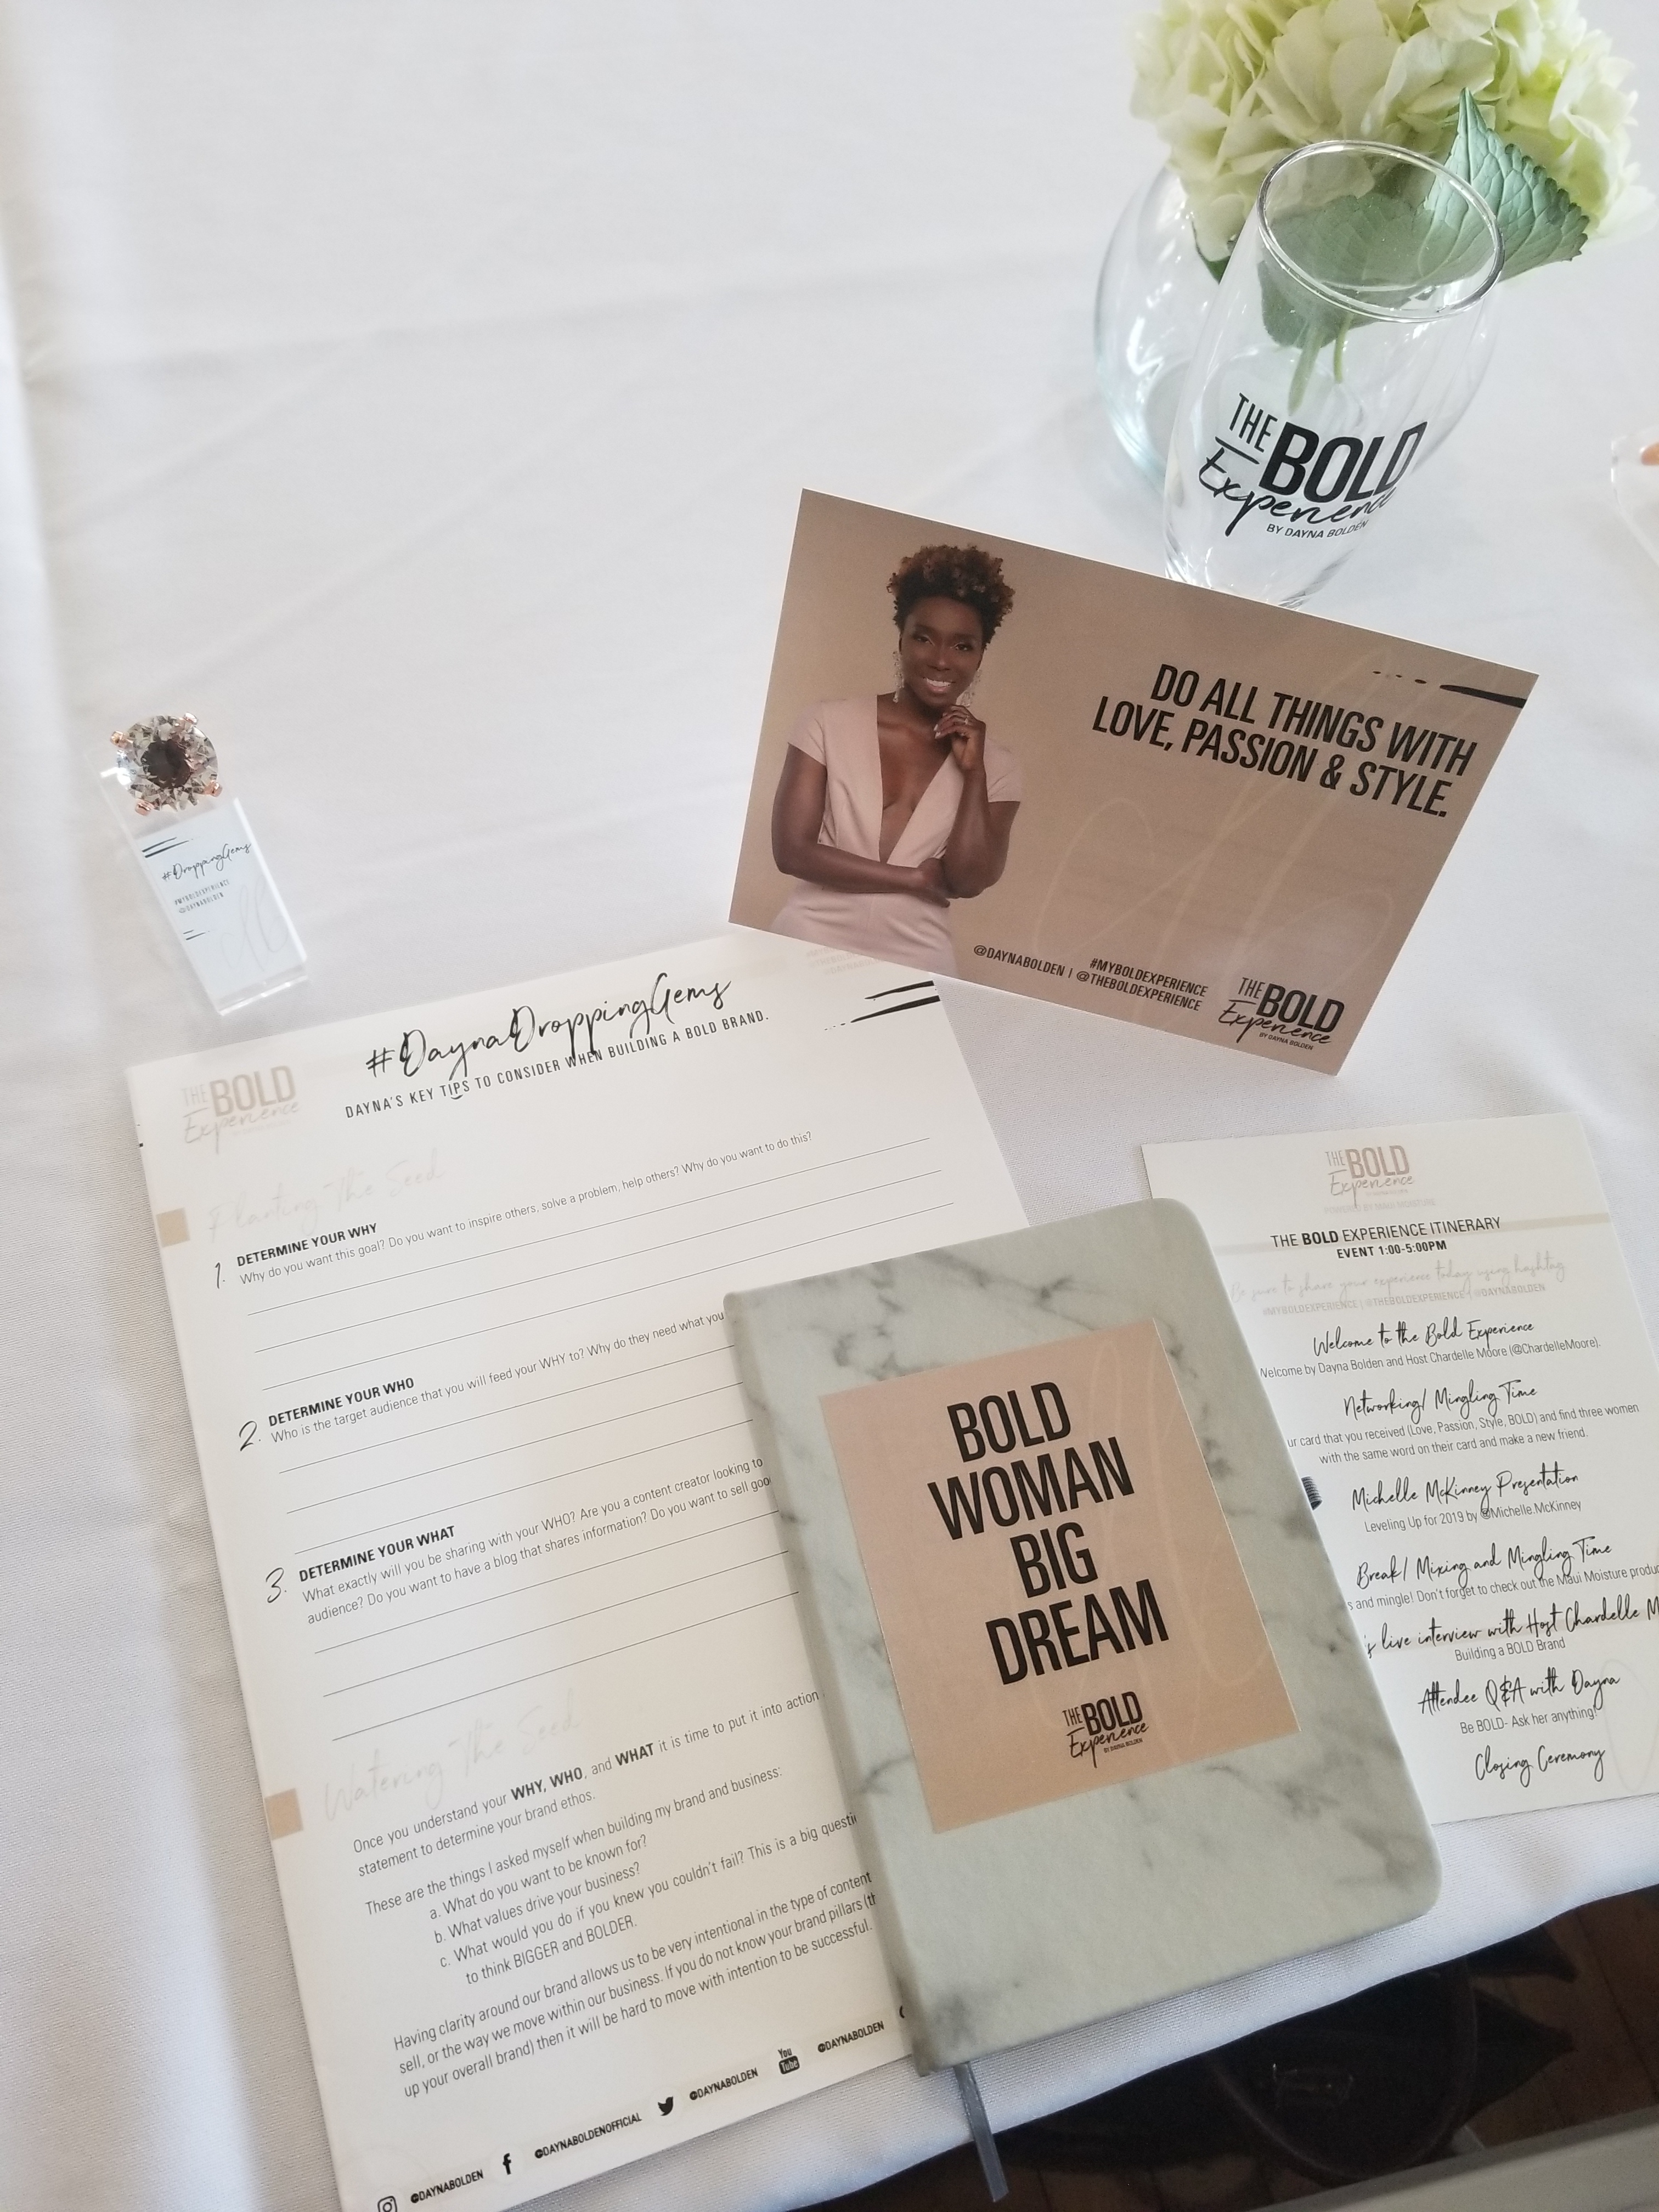 THE BOLD
Experience
BY DAYNA BOLDEN
DO ALL THINGS WITH
LOVE, PASSION & STYLE.
#MYBOLDEXPERIENCE
@DAYNABOLDEN | @THEBOLDEXPERIENCE
THE BOLD
Experience
BY DAYNA BOLDEN
#DroppingGems
#MYBOLDEXPERIENCE
@DAYNABOLDEN
THE BOLD
Experience
#DaynaDroppingGems
DAYNA'S KEY TIPS TO CONSIDER WHEN BUILDING A BOLD BRAND.
Planting The Seed
1. DETERMINE YOUR WHY
Why do you want this goal? Do you want to inspire others, solve a problem, help others? Why do you want to do this?
2. DETERMINE YOUR WHO
Who is the target audience that you will feed your WHY to? Why do they need what you
3. DETERMINE YOUR WHAT
What exactly will you be sharing with your WHO? Are you a content creator looking to
audience? Do you want to have a blog that shares information? Do you want to sell
Watering The Seed
Once you understand your WHY, WHO, and WHAT it is time to put it into action
statement to determine your brand ethos.
These are the things I asked myself when building my brand and business:
a. What do you want to be known for?
b. What values drive your business?
c. What would you do if you knew you couldn't fail? This is a big
to think BIGGER and BOLDER.
Having clarity around our brand allows us to be very intentional in the type of content
sell, or the way we move within our business. If you do not know your brand pillars
up your overall brand) then it will be hard to move with intention to be successful.
@DAYNABOLDEN f @DAYNABOLDENOFFICIAL @DAYNABOLDEN You Tube @DAYNABOLDEN
BOLD
WOMAN
BIG
DREAM
THE BOLD
Experience
BY DAYNA BOLDEN
THE BOLD
Experience
POWERED BY MAUI MOISTURE
THE BOLD EXPERIENCE ITINERARY
EVENT 1:00-5:00PM
Be sure to share your experience today using hashtag
#MYBOLDEXPERIENCE | @THEBOLDEXPERIENCE | @DAYNABOLDEN
Welcome to the Bold Experience
Welcome by Dayna Bolden and Host Chardelle Moore (@ChardelleMoore).
Networking/ Mingling Time
card that you received (Love, Passion, Style, BOLD) and find three women
with the same word on their card and make a new friend.
Michelle McKinney Presentation
Leveling Up for 2019 by @Michelle.McKinney
Break/ Mixing and Mingling Time
and mingle! Don't forget to check out the Maui Moisture
live interview with Host Chardelle
Building a BOLD Brand
Attendee Q&A with Dayna
Be BOLD- Ask her anything!
Closing Ceremony